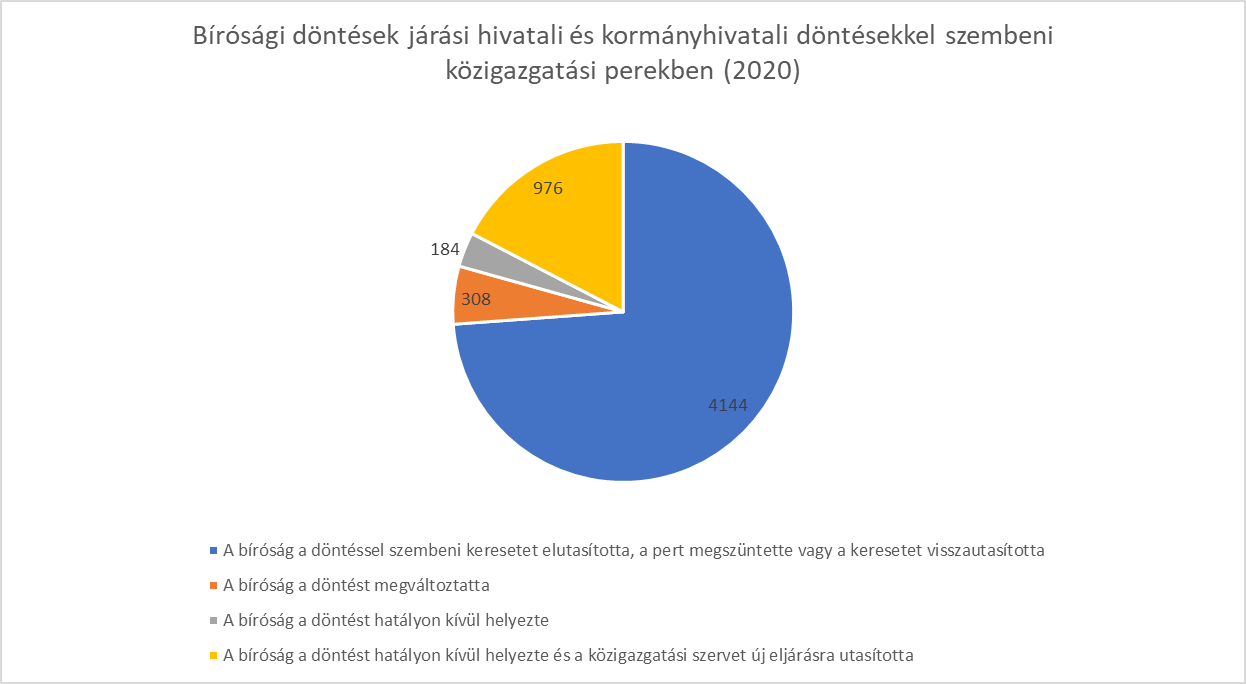 Bírósági döntések járási hivatali és kormányhivatali döntésekkel szembeni
közigazgatási perekben (2020)
976
184
308
4144
A bíróság a döntéssel szembeni keresetet elutasította, a pert megszüntette vagy a keresetet visszautasította
A bíróság a döntést megváltoztatta
A bíróság a döntést hatályon kívül helyezte
A bíróság a döntést hatályon kívül helyezte és a közigazgatási szervet új eljárásra utasította